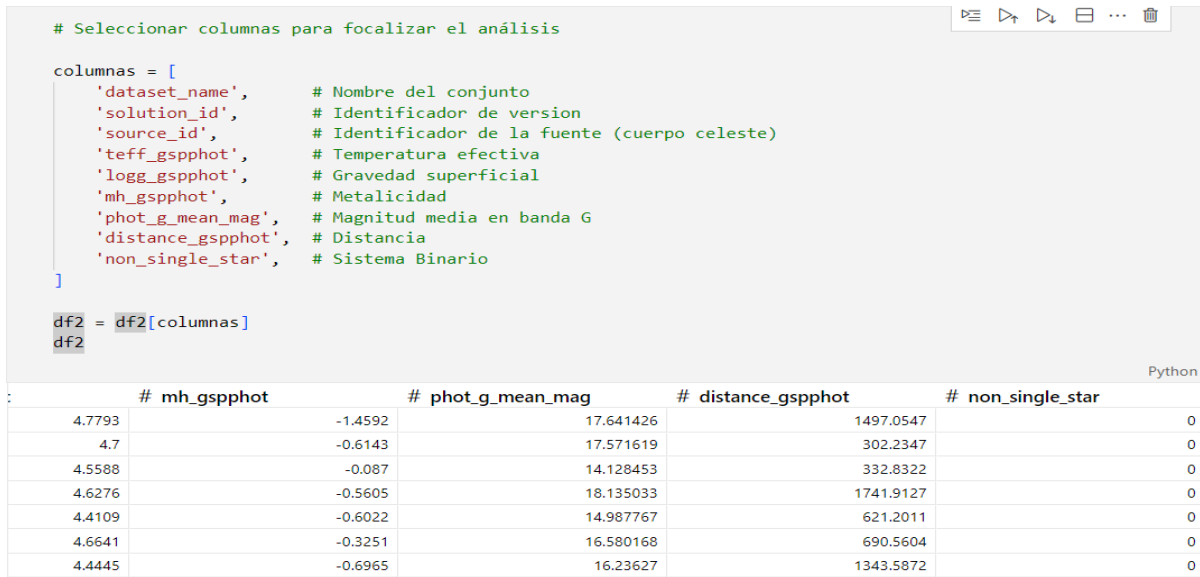 # Seleccionar columnas para focalizar el análisis
columnas = [
    'dataset_name',      # Nombre del conjunto
    'solution_id',       # Identificador de version
    'source_id',         # Identificador de la fuente (cuerpo celeste)
    'teff_gspphot',      # Temperatura efectiva
    'logg_gspphot',      # Gravedad superficial
    'mh_gspphot',        # Metalicidad
    'phot_g_mean_mag',   # Magnitud media en banda G
    'distance_gspphot',  # Distancia
    'non_single_star',   # Sistema Binario
]
df2 = df2[columnas]
df2
Python
# mh_gspphot # phot_g_mean_mag # distance_gspphot # non_single_star
4.7793 -1.4592 17.641426 1497.0547 0
4.7 -0.6143 17.571619 302.2347 0
4.5588 -0.087 14.128453 332.8322 0
4.6276 -0.5605 18.135033 1741.9127 0
4.4109 -0.6022 14.987767 621.2011 0
4.6641 -0.3251 16.580168 690.5604 0
4.4445 -0.6965 16.23627 1343.5872 0